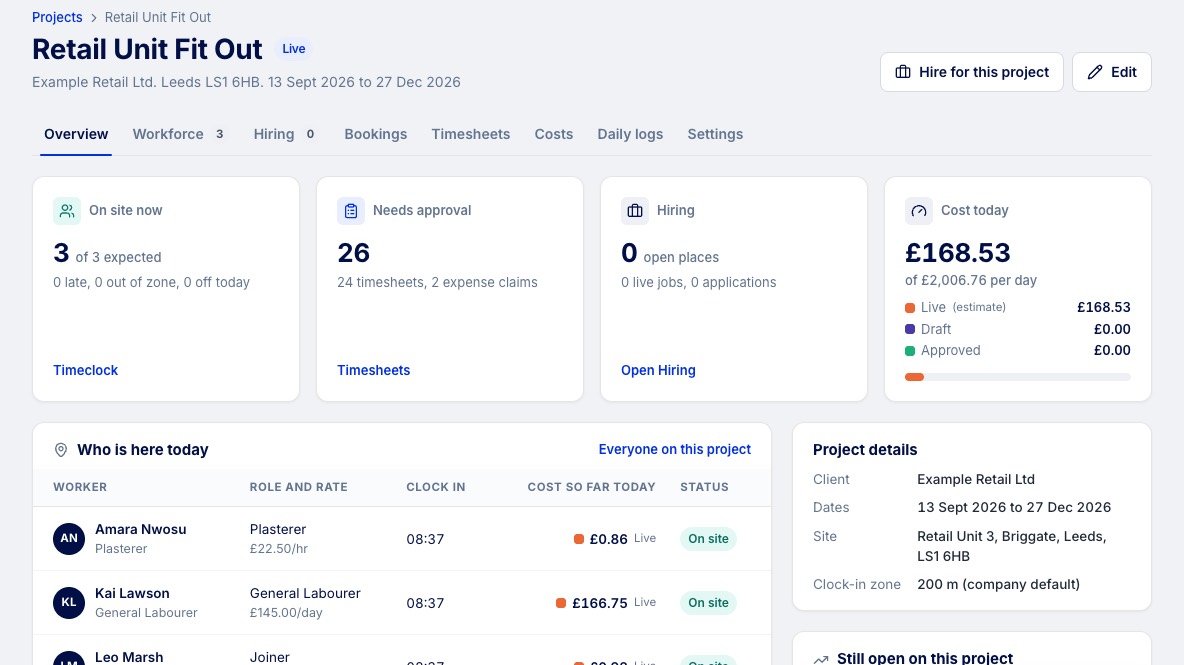 Projects > Retail Unit Fit Out
Retail Unit Fit Out Live
Example Retail Ltd. Leeds LS1 6HB. 13 Sept 2026 to 27 Dec 2026
Hire for this project
Edit
Overview Workforce 3 Hiring 0 Bookings Timesheets Costs Daily logs Settings
On site now
3 of 3 expected
0 late, 0 out of zone, 0 off today
Timeclock
Needs approval
26
24 timesheets, 2 expense claims
Timesheets
Hiring
0 open places
0 live jobs, 0 applications
Open Hiring
Cost today
£168.53
of £2,006.76 per day
Live (estimate) £168.53
Draft £0.00
Approved £0.00
Who is here today Everyone on this project
WORKER ROLE AND RATE CLOCK IN COST SO FAR TODAY STATUS
AN Amara Nwosu Plasterer 08:37 £0.86 Live On site
Plasterer £22.50/hr
KL Kai Lawson General Labourer 08:37 £166.75 Live On site
General Labourer £145.00/day
Leo Marsh Joiner
Project details
Client Example Retail Ltd
Dates 13 Sept 2026 to 27 Dec 2026
Site Retail Unit 3, Briggate, Leeds,
LS1 6HB
Clock-in zone 200 m (company default)
Still open on this project